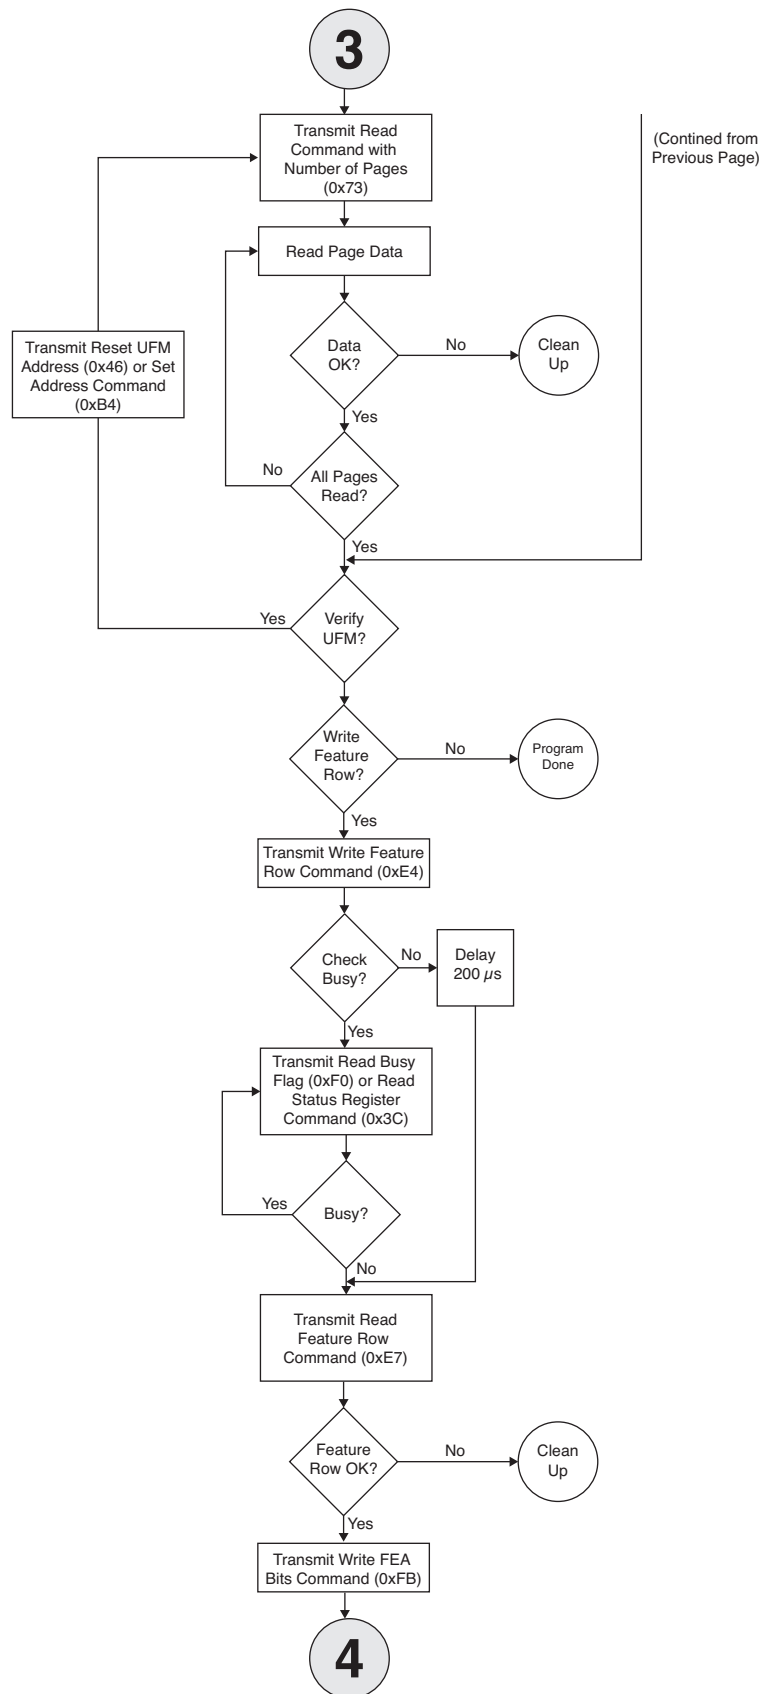 3
Transmit Read
Command with
Number of Pages
(0x73)
(Contined from
Previous Page)
Read Page Data
Transmit Reset UFM
Address (0x46) or Set
Address Command
(0xB4)
Data
OK?
No
Clean
Up
Yes
No
All Pages
Read?
Yes
Yes
Verify
UFM?
Write
Feature
Row?
No
Program
Done
Yes
Transmit Write Feature
Row Command (0xE4)
Check
Busy?
No
Delay
200 µs
Yes
Transmit Read Busy
Flag (0xF0) or Read
Status Register
Command (0x3C)
Yes
Busy?
No
Transmit Read
Feature Row
Command (0xE7)
Feature
Row OK?
No
Clean
Up
Yes
Transmit Write FEA
Bits Command (0xFB)
4